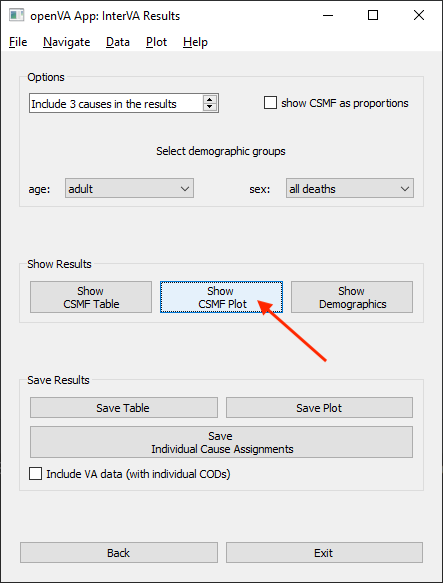 openVA App: InterVA Results
File Navigate Data Plot Help
Options
Include 3 causes in the results
show CSMF as proportions
Select demographic groups
age: adult sex: all deaths
Show Results
Show
CSMF Table
Show
CSMF Plot
Show
Demographics
Save Results
Save Table
Save Plot
Save
Individual Cause Assignments
Include VA data (with individual CODs)
Back
Exit